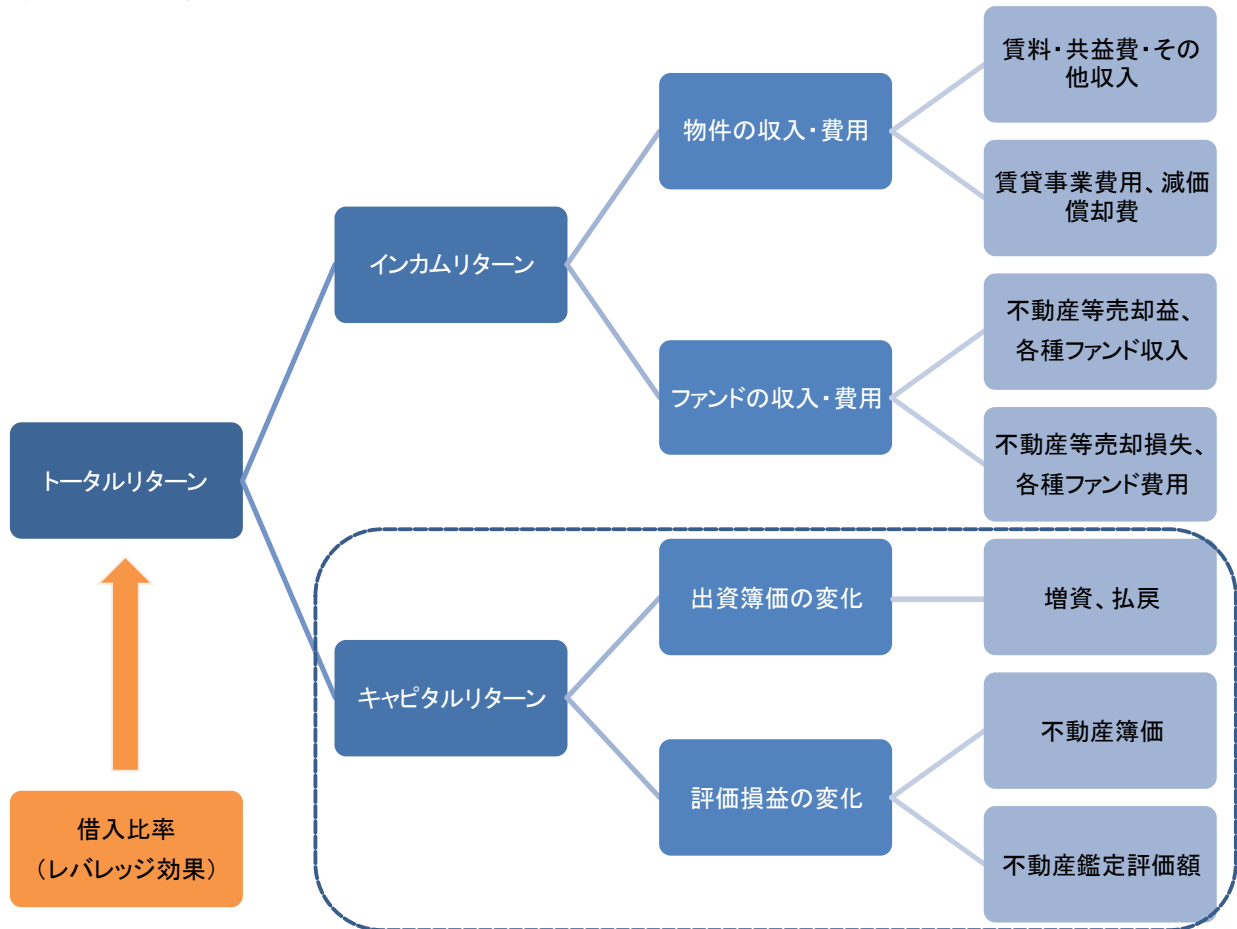 賃料・共益費・その
他収入
物件の収入・費用
賃貸事業費用、減価
償却費
インカムリターン
不動産等売却益、
各種ファンド収入
ファンドの収入・費用
不動産等売却損失、
各種ファンド費用
トータルリターン
出資簿価の変化
増資、払戻
キャピタルリターン
不動産簿価
評価損益の変化
不動産鑑定評価額
借入比率
（レバレッジ効果）